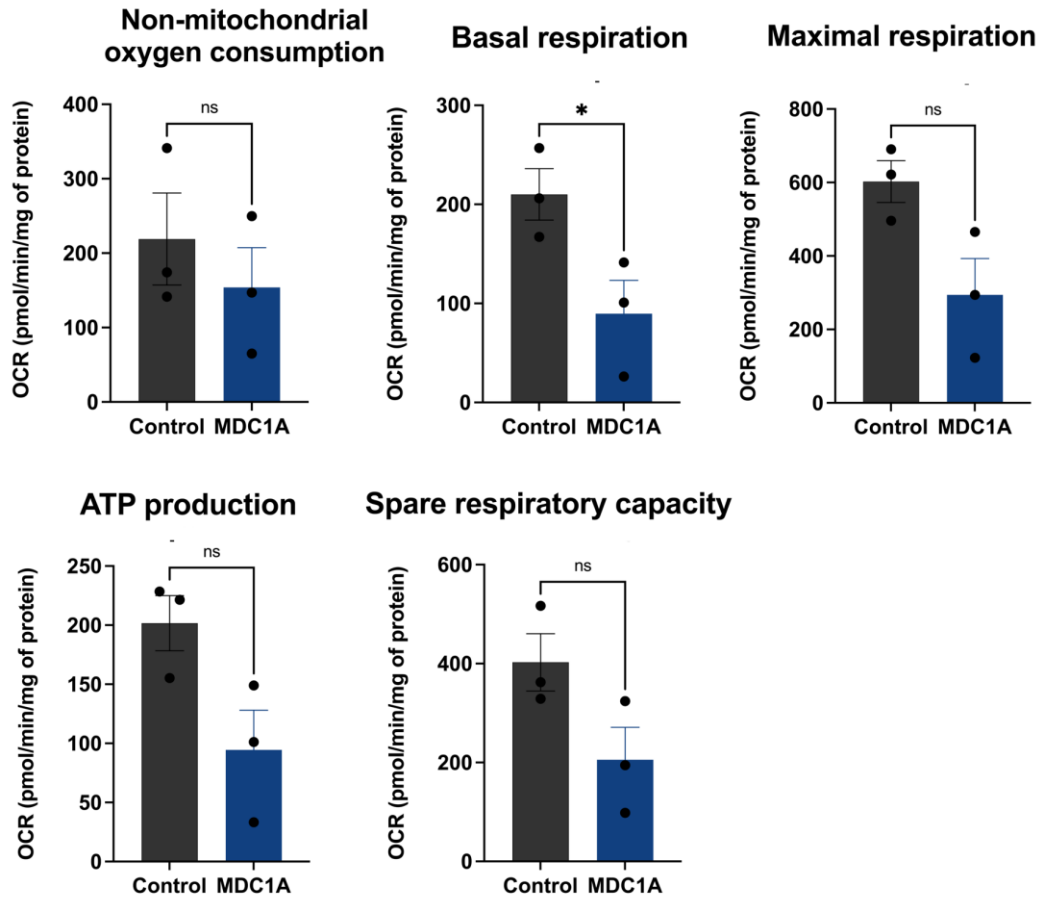 Non-mitochondrial
oxygen consumption
OCR (pmol/min/mg of protein)
400
300
200
100
0
ns
Control MDC1A
Basal respiration
OCR (pmol/min/mg of protein)
300
200
100
0
*
Control MDC1A
Maximal respiration
OCR (pmol/min/mg of protein)
800
600
400
200
0
ns
Control MDC1A
ATP production
OCR (pmol/min/mg of protein)
250
200
150
100
50
0
ns
Control MDC1A
Spare respiratory capacity
OCR (pmol/min/mg of protein)
600
400
200
0
ns
Control MDC1A